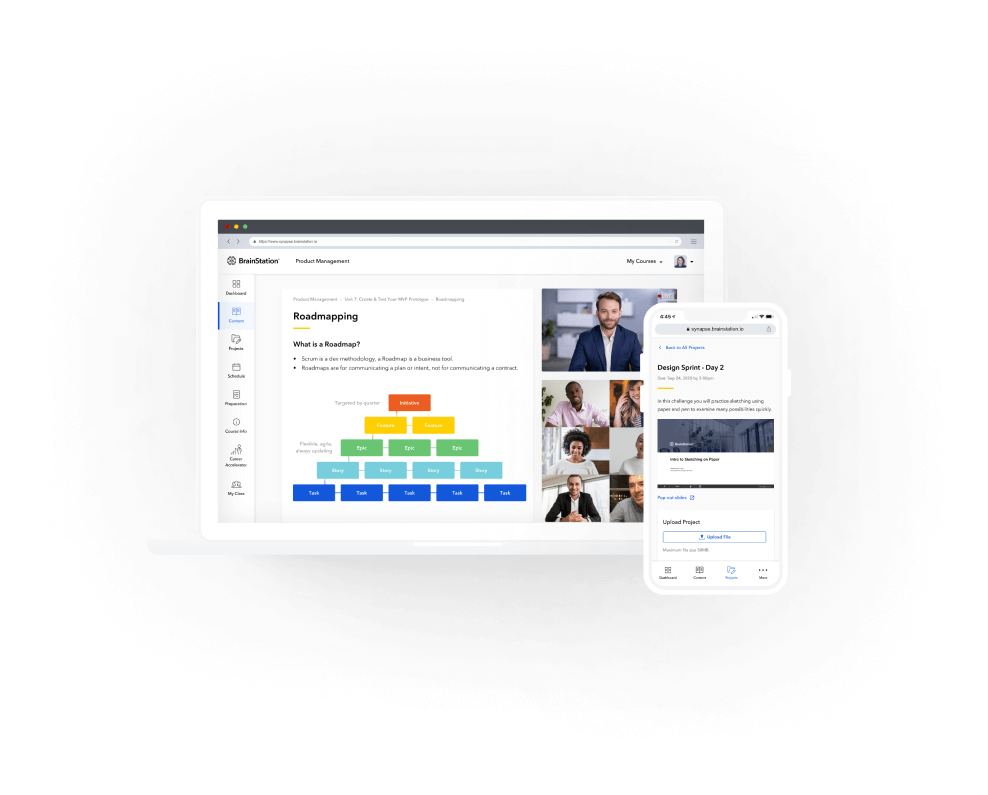 https://www.synapse.brainstation.io
BrainStation
Product Management
My Courses
Dashboard
Content
Projects
Schedule
Preparation
Course Info
Career
Accelerator
My Class
Product Management - Unit 7: Create & Test Your MVP Prototype - Roadmapping
Roadmapping
What is a Roadmap?
• Scrum is a dev methodology, a Roadmap is a business tool.
• Roadmaps are for communicating a plan or intent, not for communicating a contract.
Targeted by quarter
Initiative
Feature Feature
Flexible, agile,
always updating
Epic Epic Epic
Story Story Story Story
Task Task Task Task Task
4:45
synapse.brainstation.io
Back to All Projects
Design Sprint - Day 2
Due: Sep 24, 2020 by 5:00pm
In this challenge you will practice sketching using
paper and pen to examine many possibilities quickly.
BrainStation
Intro to Sketching on Paper
Pop out slides
Upload Project
Upload File
Maximum file size 50MB
Dashboard
Content
Projects
More